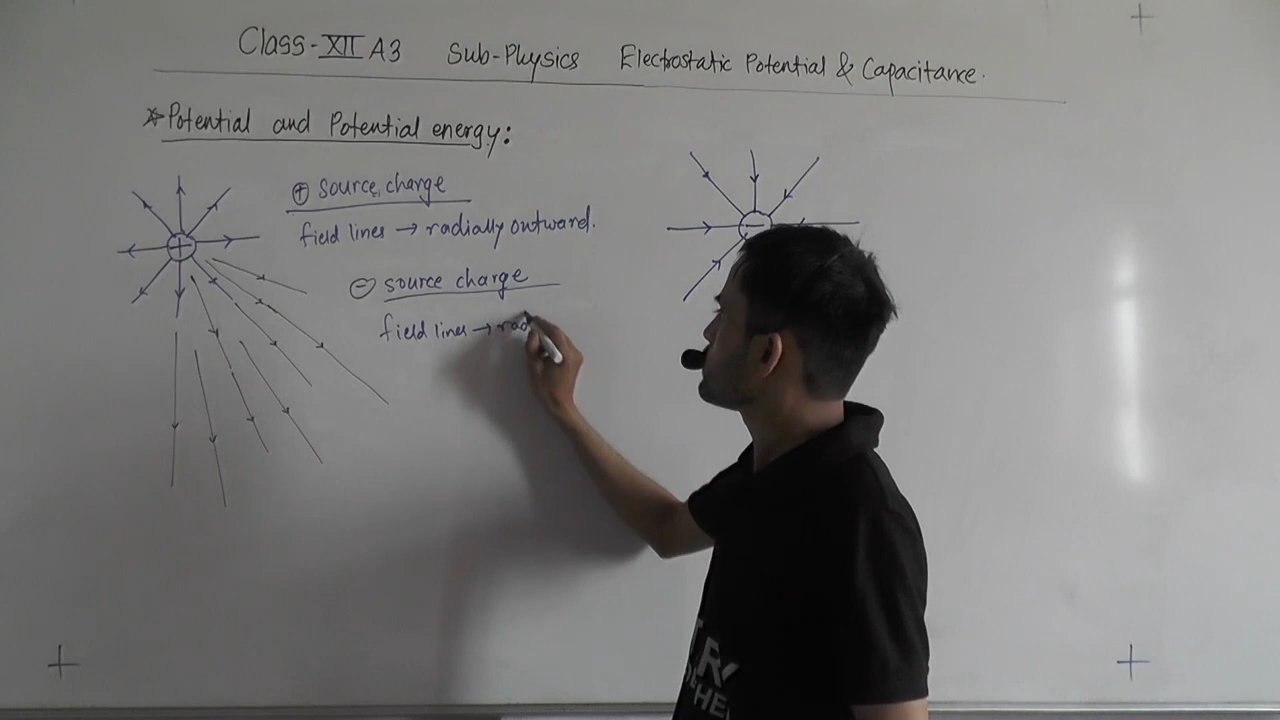 Class-XII A3 Sub-Physics Electrostatic Potential & Capacitance.
*Potential and Potential energy:
⊕ source charge
field lines → radially outward.
⊖ source charge
field lines → rad